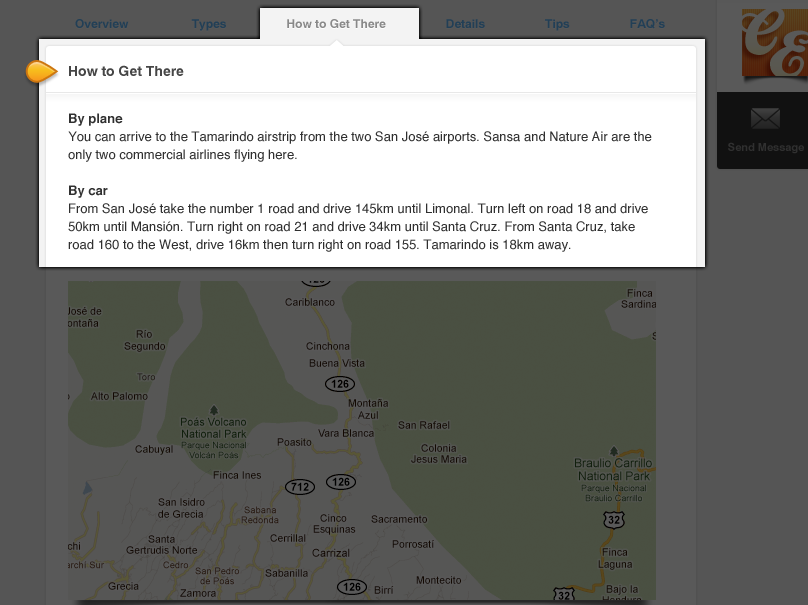 Overview Types How to Get There Details Tips FAQ's
How to Get There
By plane
You can arrive to the Tamarindo airstrip from the two San José airports. Sansa and Nature Air are the
only two commercial airlines flying here.
By car
From San José take the number 1 road and drive 145km until Limonal. Turn left on road 18 and drive
50km until Mansión. Turn right on road 21 and drive 34km until Santa Cruz. From Santa Cruz, take
road 160 to the West, drive 16km then turn right on road 155. Tamarindo is 18km away.
CE
Send Message
Cariblanco
Finca
Sardina
José de
Río
Segundo
Cinchona
Buena Vista
Toro
126
Alto Palomo
Montaña
Azul
Poás Volcano
National Park
Parque Nacional
Volcán Poás
San Rafael
Vara Blanca
Poasito
Colonia
Jesus Maria
Cabuyal
Braulio Carrillo
National Park
Parque Nacional
Braulio Carrillo
Finca Ines
712
126
San Isidro
de Grecia
Sabana
Redonda
Cinco
Esquinas
Sacramento
32
Santa
Gertrudis Norte
Cerrillal
Porrosatí
Carrizal
Finca
Laguna
Cedro
San Pedro
de Poás
Sabanilla
Montecito
Grecia
Zamora
126
Birrí
32
Bajo la